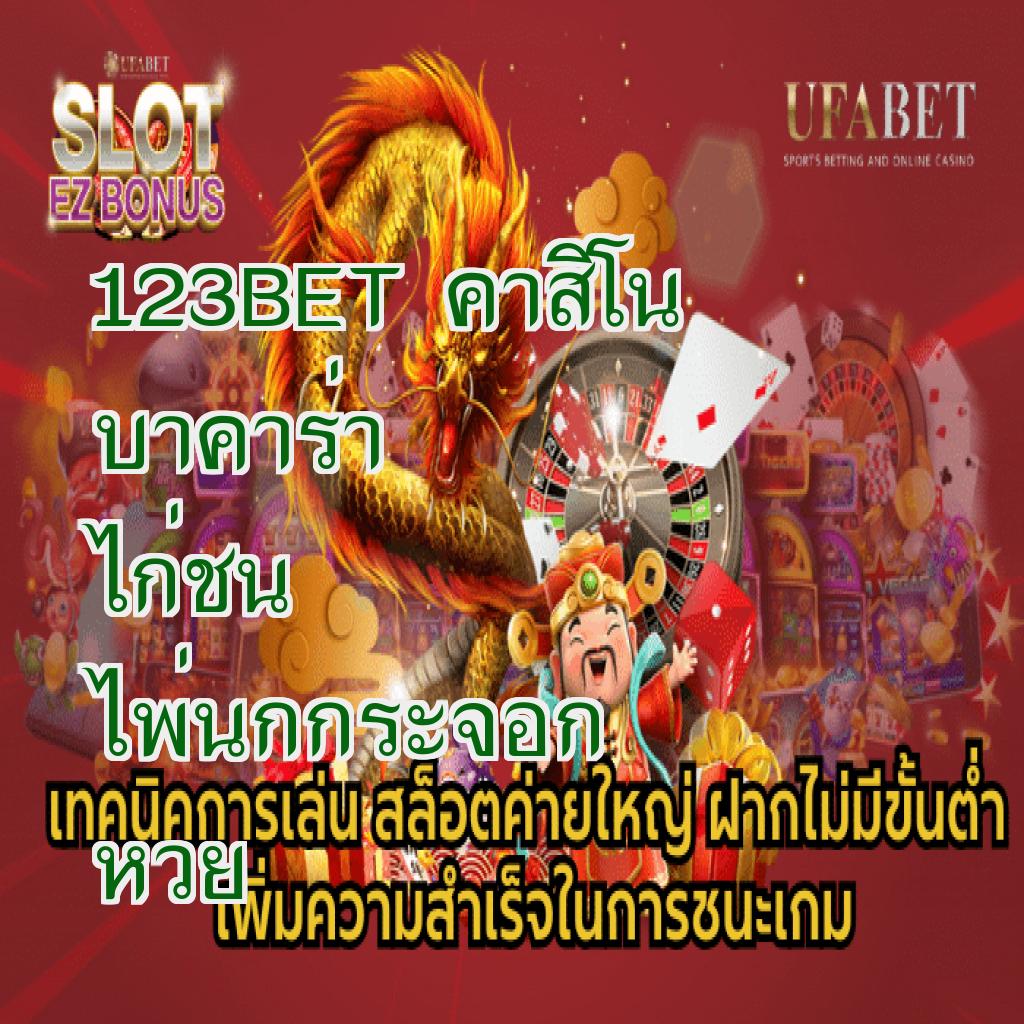 UFABET
SLOT
EZ BONUS
UFABET
SPORTS BETTING AND ONLINE CASINO
123BET คาสิโน
บาคาร่า
ไก่ชน
ไพ่นกกระจอก
เทคนิคการเล่น สล็อตค่ายใหญ่ ฝากไม่มีขั้นต่ำ
หวย
เพิ่มความสำเร็จในการชนะเกม